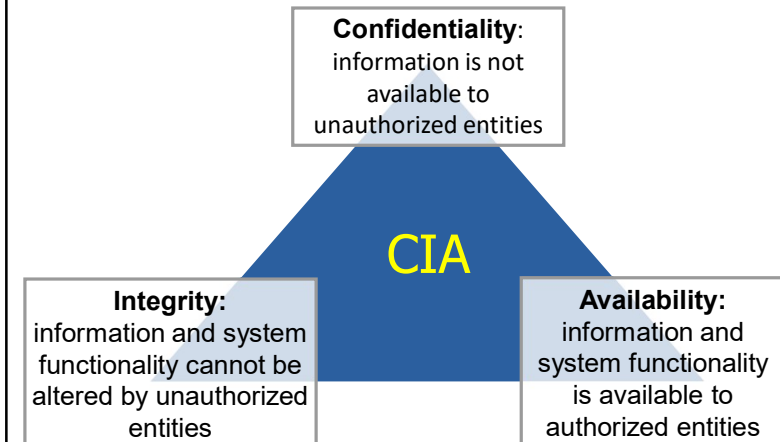 Confidentiality:
information is not
available to
unauthorized entities
CIA
Integrity:
information and system
functionality cannot be
altered by unauthorized
entities
Availability:
information and
system functionality
is available to
authorized entities